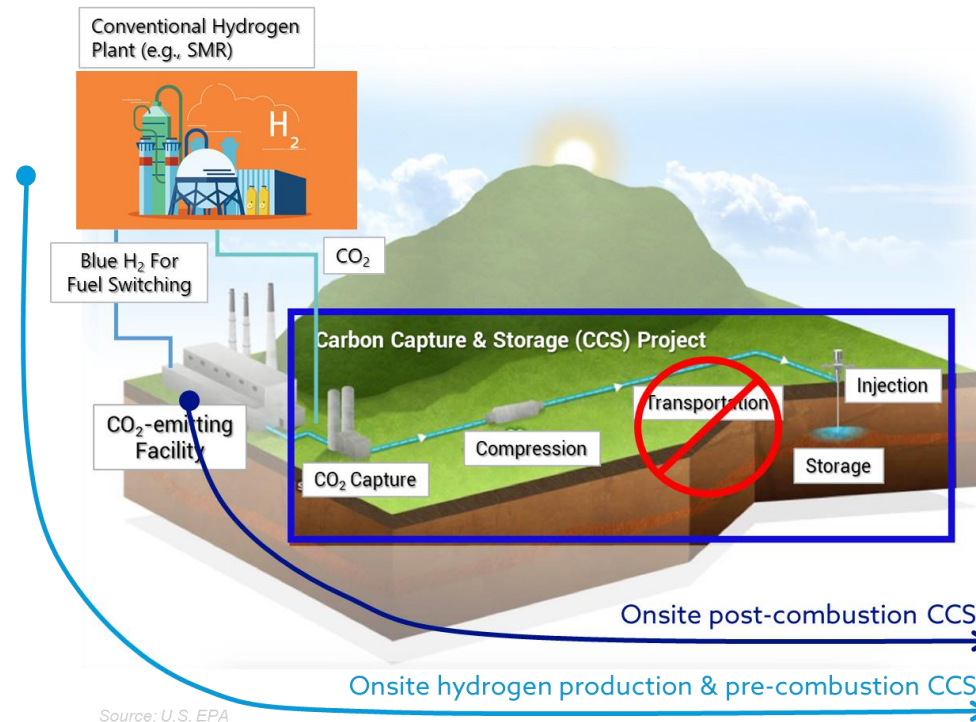 Conventional Hydrogen
Plant (e.g., SMR)
H₂
Blue H₂ For
Fuel Switching
CO₂
Carbon Capture & Storage (CCS) Project
CO₂-emitting
Facility
CO₂ Capture
Compression
Transportation
Injection
Storage
Onsite post-combustion CCS
Onsite hydrogen production & pre-combustion CCS
Source: U.S. EPA